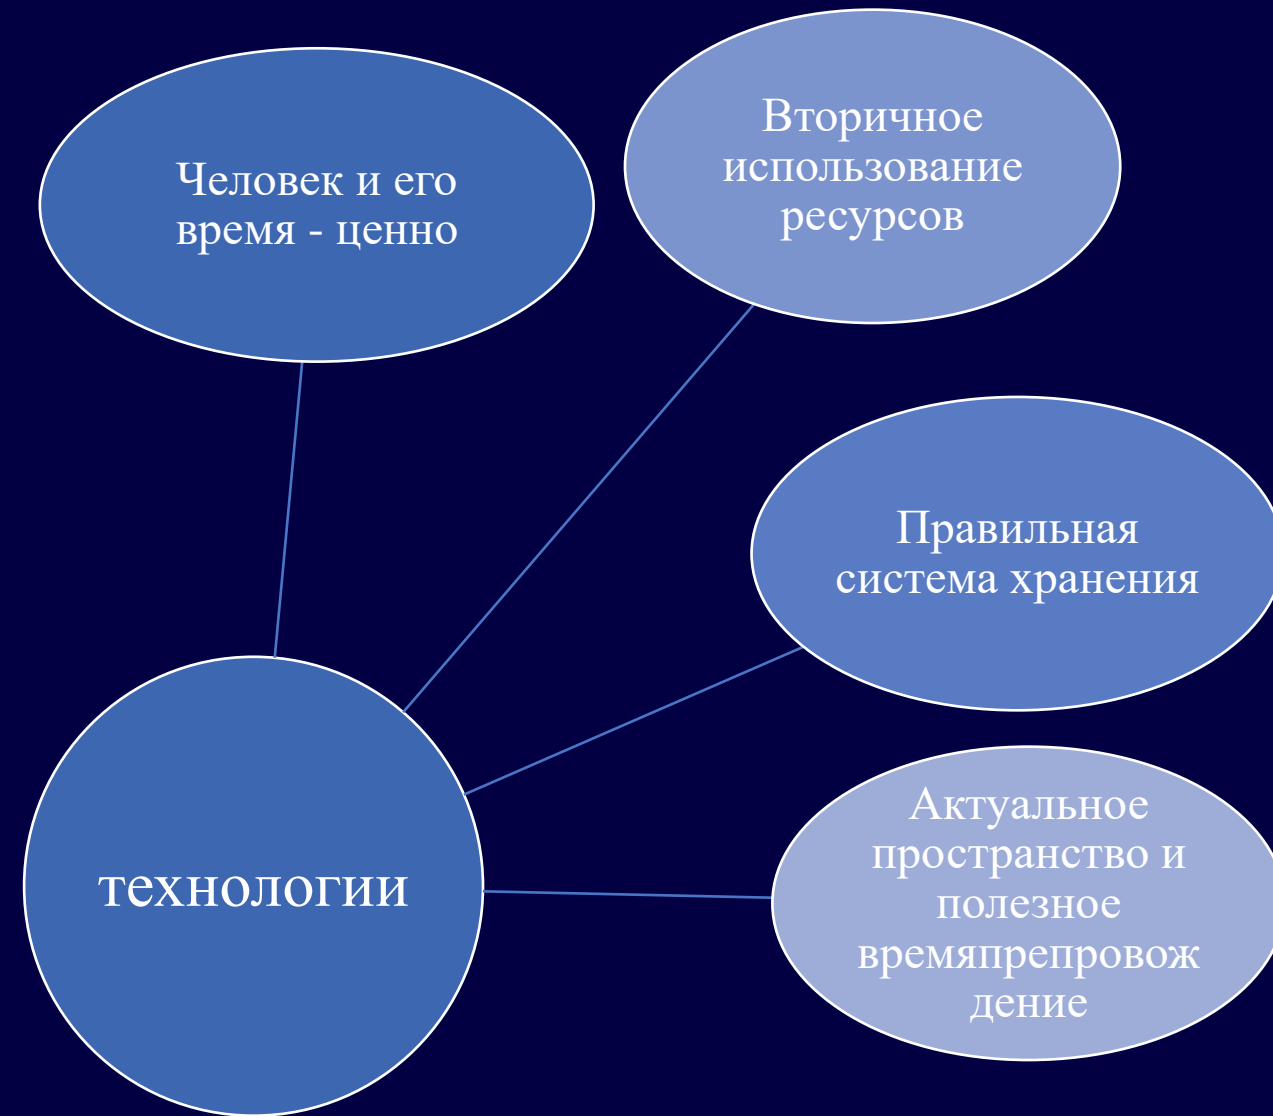 Человек и его
время - ценно
Вторичное
использование
ресурсов
Правильная
система хранения
технологии
Актуальное
пространство и
полезное
времяпрепровож
дение